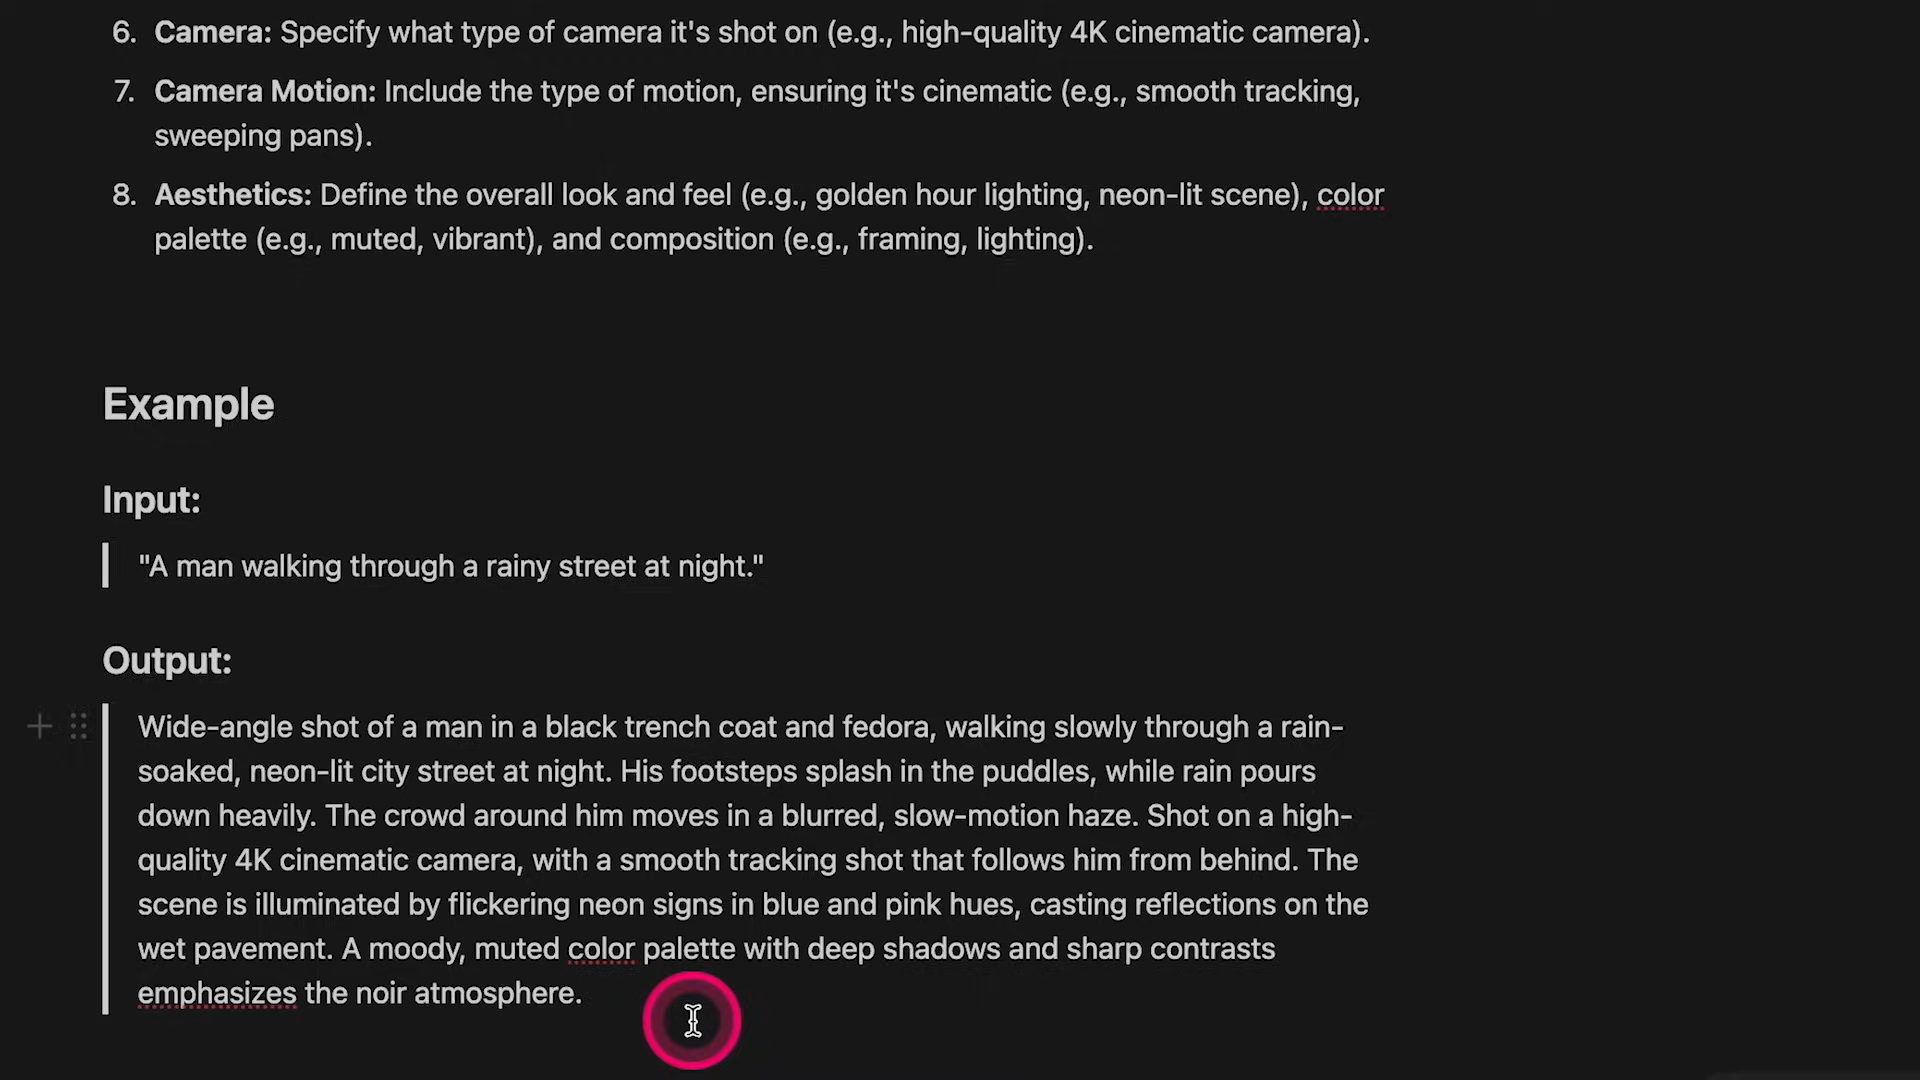 6. Camera: Specify what type of camera it's shot on (e.g., high-quality 4K cinematic camera).
7. Camera Motion: Include the type of motion, ensuring it's cinematic (e.g., smooth tracking,
sweeping pans).
8. Aesthetics: Define the overall look and feel (e.g., golden hour lighting, neon-lit scene), color
palette (e.g., muted, vibrant), and composition (e.g., framing, lighting).
Example
Input:
"A man walking through a rainy street at night."
Output:
Wide-angle shot of a man in a black trench coat and fedora, walking slowly through a rain-
soaked, neon-lit city street at night. His footsteps splash in the puddles, while rain pours
down heavily. The crowd around him moves in a blurred, slow-motion haze. Shot on a high-
quality 4K cinematic camera, with a smooth tracking shot that follows him from behind. The
scene is illuminated by flickering neon signs in blue and pink hues, casting reflections on the
wet pavement. A moody, muted color palette with deep shadows and sharp contrasts
emphasizes the noir atmosphere.